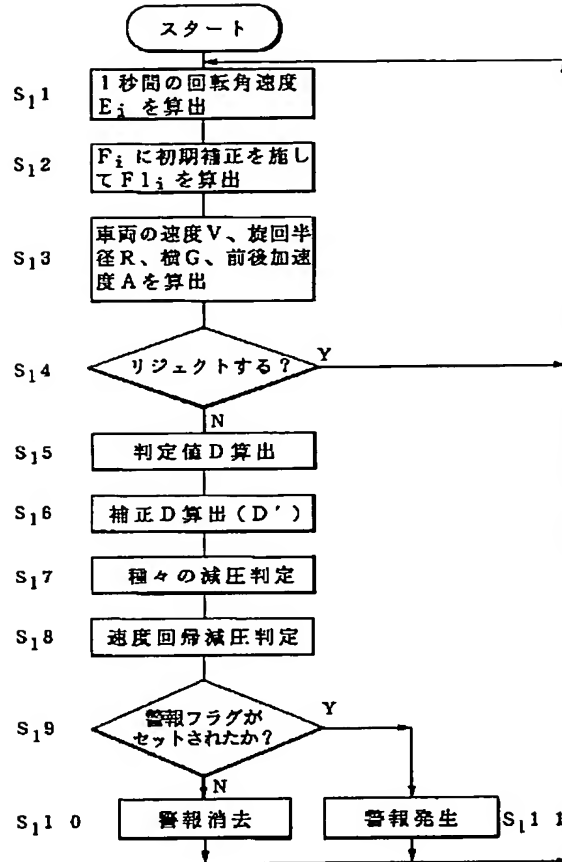 スタート
S₁1
1秒間の回転角速度
Eᵢ を算出
S₁2
Fᵢ に初期補正を施し
てF1ᵢ を算出
S₁3
車両の速度V、旋回半
径R、横G、前後加速
度Aを算出
S₁4
リジェクトする?
Y
N
S₁5
判定値D算出
S₁6
補正D算出(D')
S₁7
種々の減圧判定
S₁8
速度回帰減圧判定
S₁9
警報フラグが
セットされたか?
Y
N
S₁10
警報消去
警報発生
S₁11